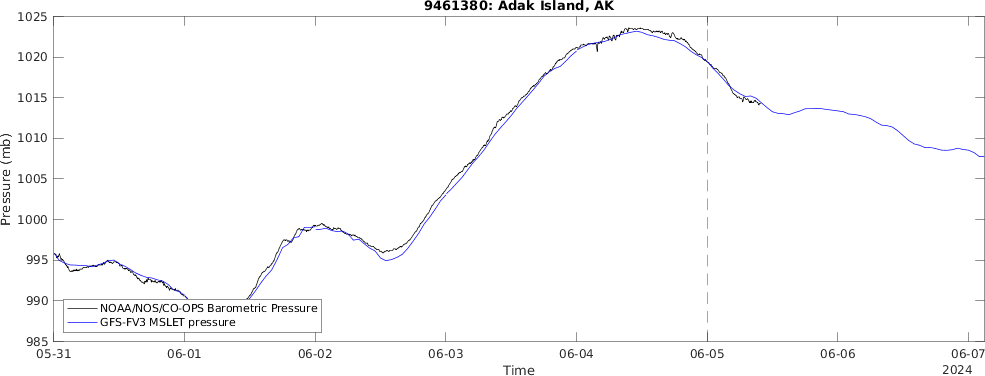 9461380: Adak Island, AK
Pressure (mb)
1025
1020
1015
1010
1005
1000
995
990
985
NOAA/NOS/CO-OPS Barometric Pressure
GFS-FV3 MSLET pressure
05-31 06-01 06-02 06-03 06-04 06-05 06-06 06-07
Time
2024